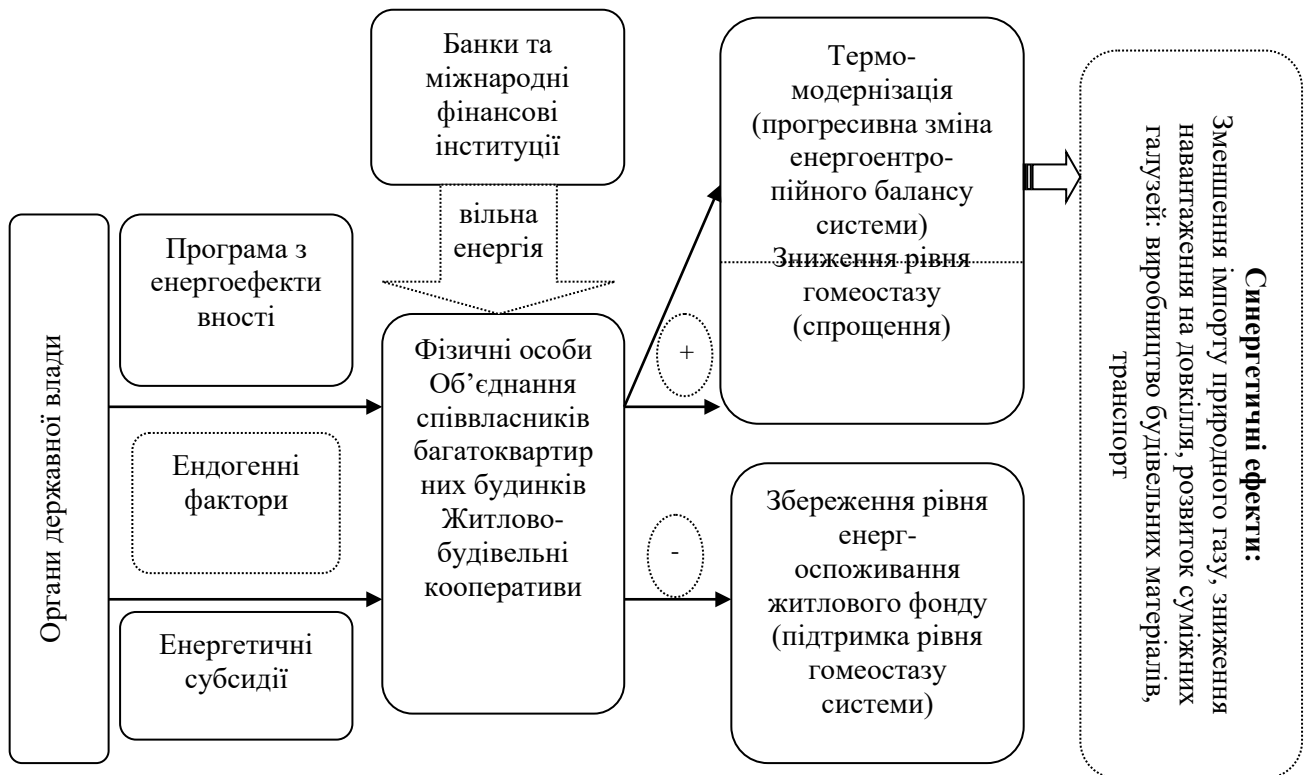 Органи державної влади
Програма з
енергоефекти
вності
Ендогенні
фактори
Енергетичні
субсидії
Банки та
міжнародні
фінансові
інституції
вільна
енергія
Фізичні особи
Об’єднання
співвласників
багатоквартир
них будинків
Житлово-
будівельні
кооперативи
+
-
Термо-
модернізація
(прогресивна зміна
енергоентро-
пійного балансу
системи)
Зниження рівня
гомеостазу
(спрощення)
Збереження рівня
енерг-
оспоживання
житлового фонду
(підтримка рівня
гомеостазу
системи)
Синергетичні ефекти:
Зменшення імпорту природного газу, зниження
навантаження на довкілля, розвиток суміжних
галузей: виробництво будівельних матеріалів,
транспорт